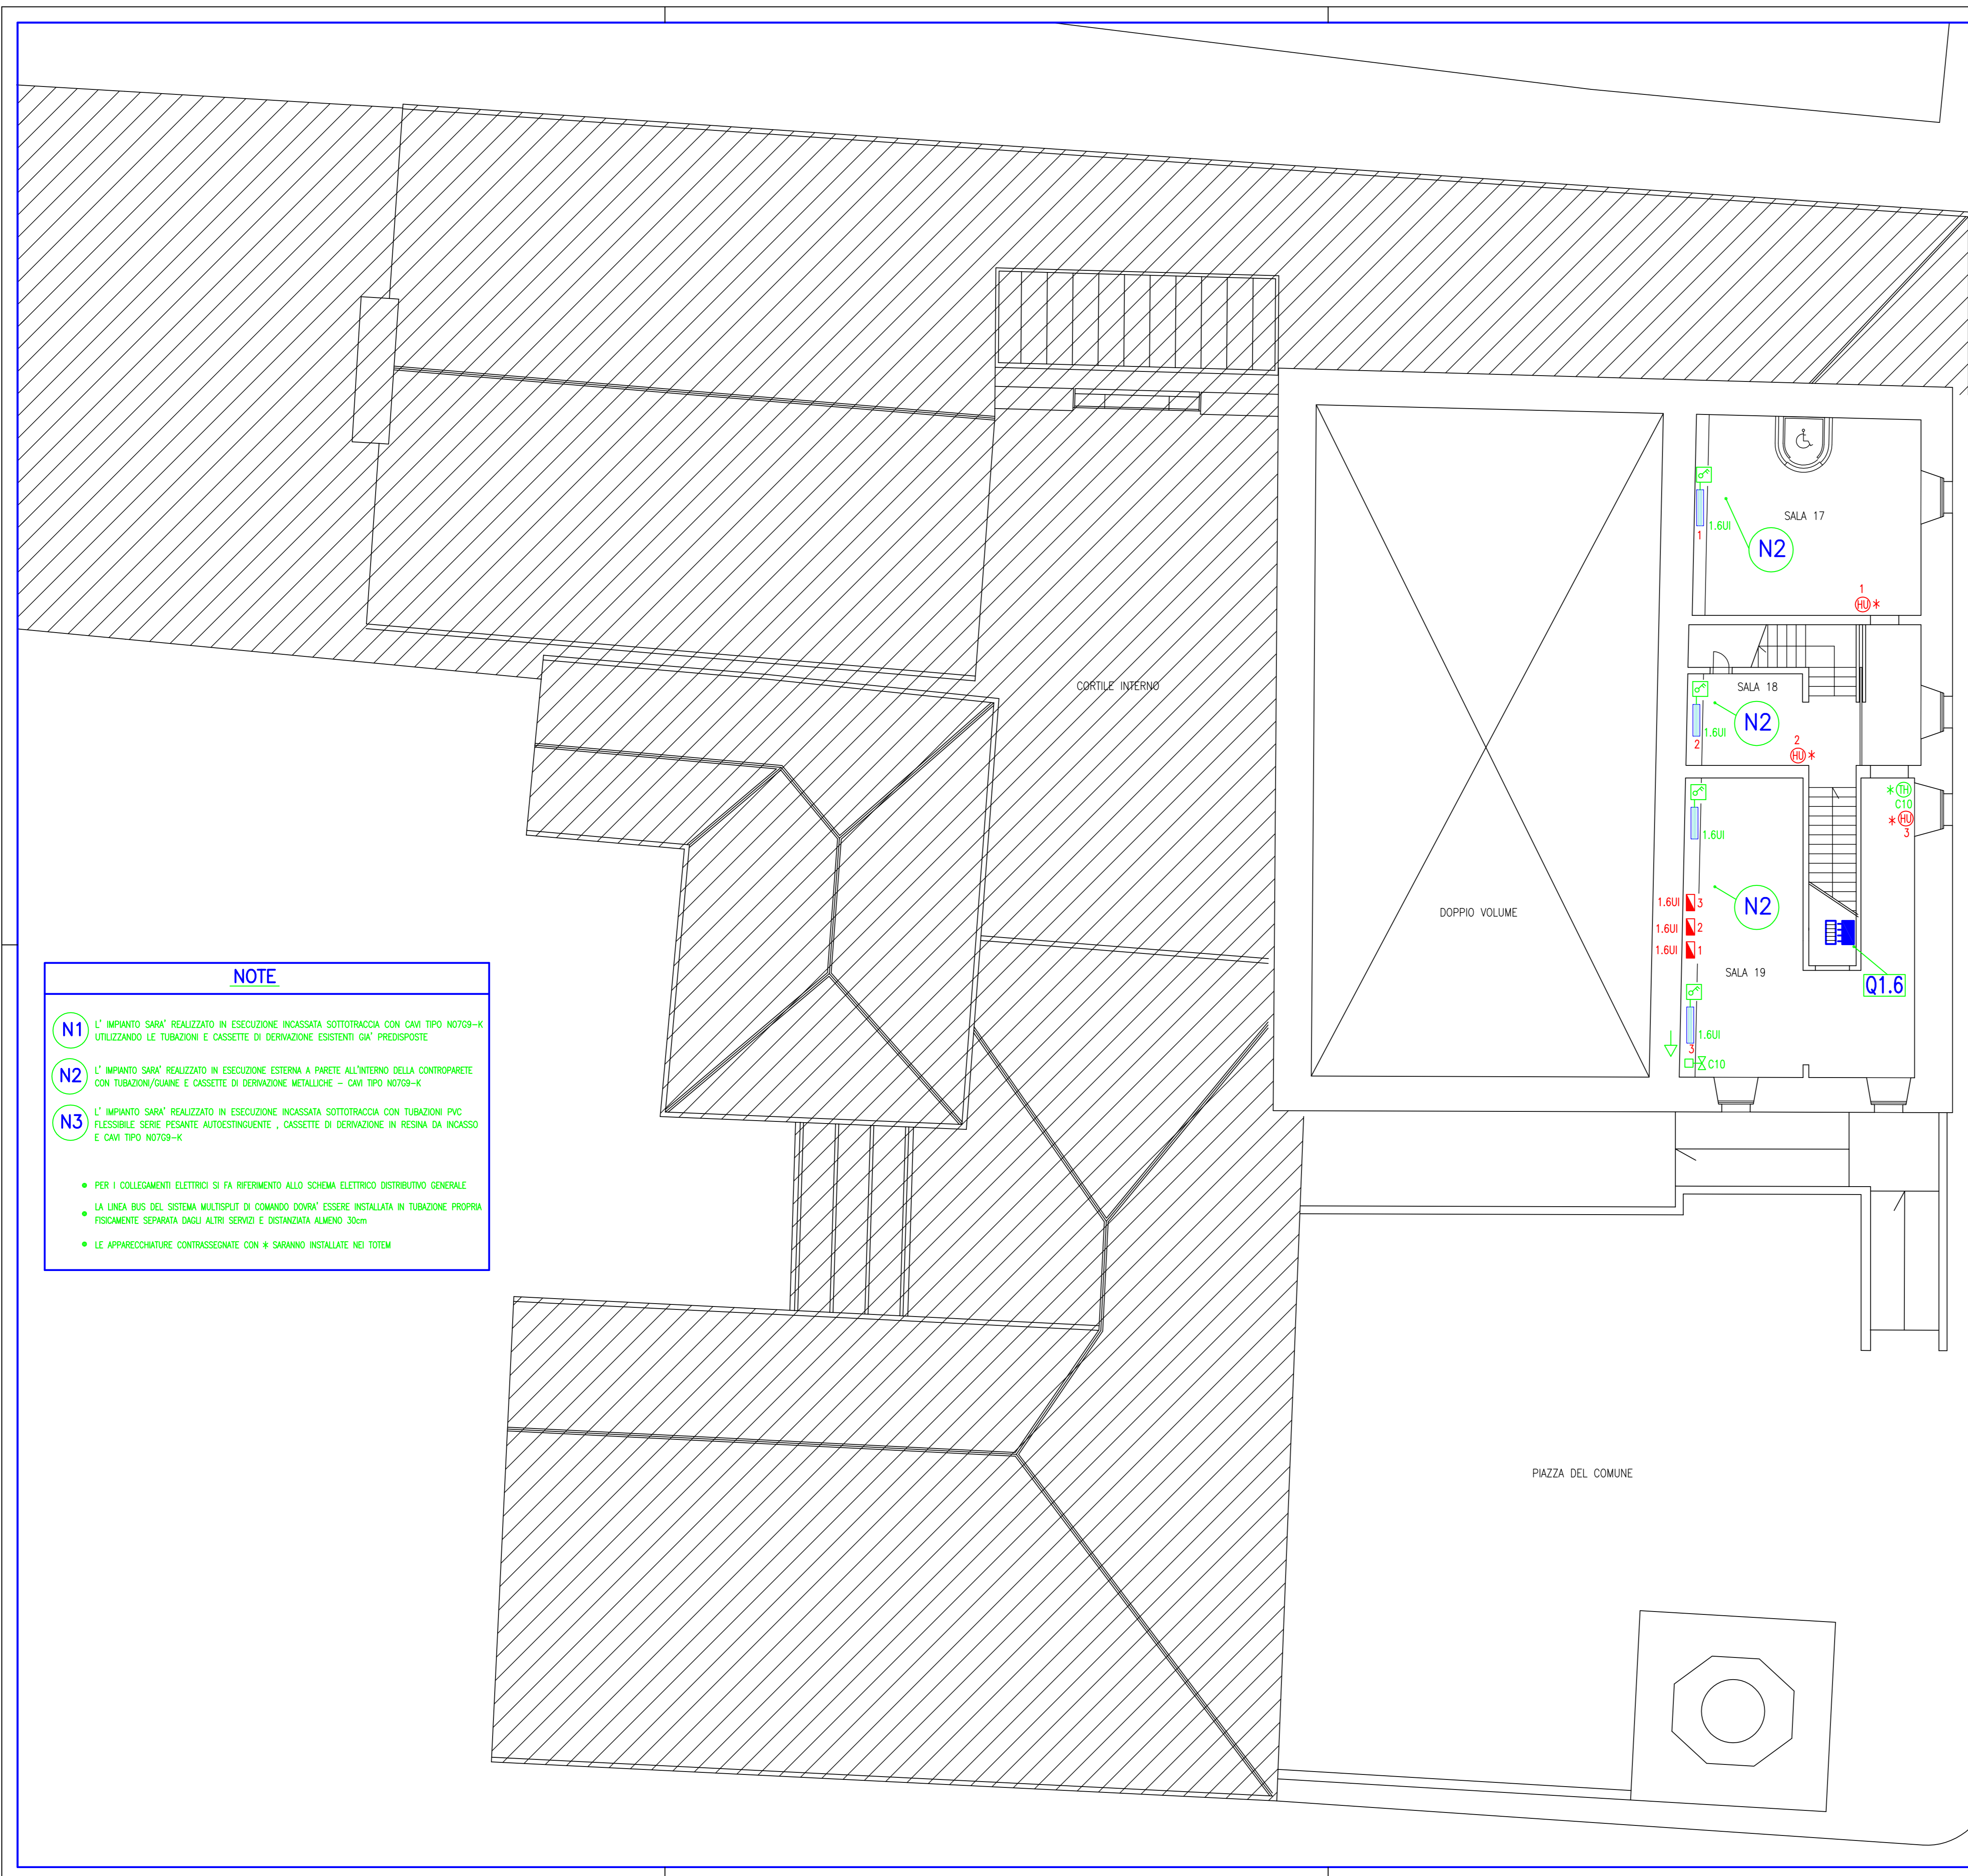 SALA 17
1.6UI
1
N2
1
HU *
CORTILE INTERNO
SALA 18
N2
1.6UI
2
2
HU *
* TH
C10
* HU
3
1.6UI
1.6UI 3
N2
DOPPIO VOLUME
1.6UI 2
1.6UI 1
SALA 19
Q1.6
1.6UI
3
C10
NOTE
N1
L' IMPIANTO SARA' REALIZZATO IN ESECUZIONE INCASSATA SOTTOTRACCIA CON CAVI TIPO N07G9-K
UTILIZZANDO LE TUBAZIONI E CASSETTE DI DERIVAZIONE ESISTENTI GIA' PREDISPOSTE
N2
L' IMPIANTO SARA' REALIZZATO IN ESECUZIONE ESTERNA A PARETE ALL'INTERNO DELLA CONTROPARETE
CON TUBAZIONI/GUAINE E CASSETTE DI DERIVAZIONE METALLICHE - CAVI TIPO N07G9-K
N3
L' IMPIANTO SARA' REALIZZATO IN ESECUZIONE INCASSATA SOTTOTRACCIA CON TUBAZIONI PVC
FLESSIBILE SERIE PESANTE AUTOESTINGUENTE , CASSETTE DI DERIVAZIONE IN RESINA DA INCASSO
E CAVI TIPO N07G9-K
• PER I COLLEGAMENTI ELETTRICI SI FA RIFERIMENTO ALLO SCHEMA ELETTRICO DISTRIBUTIVO GENERALE
• LA LINEA BUS DEL SISTEMA MULTISPLIT DI COMANDO DOVRA' ESSERE INSTALLATA IN TUBAZIONE PROPRIA
FISICAMENTE SEPARATA DAGLI ALTRI SERVIZI E DISTANZIATA ALMENO 30cm
• LE APPARECCHIATURE CONTRASSEGNATE CON * SARANNO INSTALLATE NEI TOTEM
PIAZZA DEL COMUNE